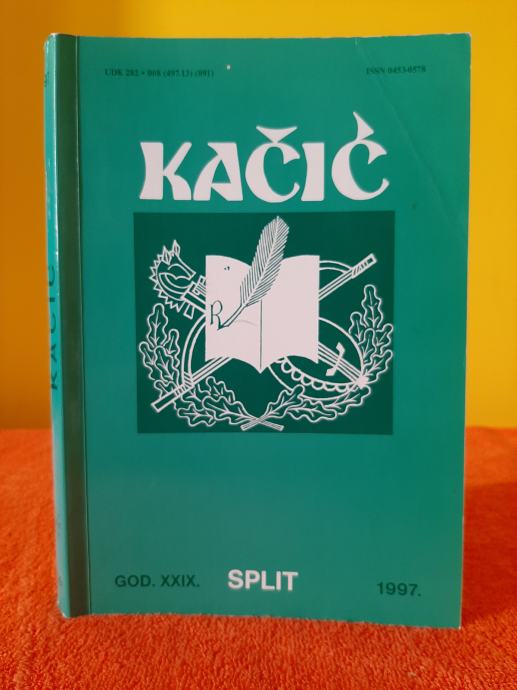 UDK 282 + 008 (497.13) (091)
ISSN 0453-0578
KAČIĆ
R
KAČIĆ
GOD. XXIX.
SPLIT
1997.